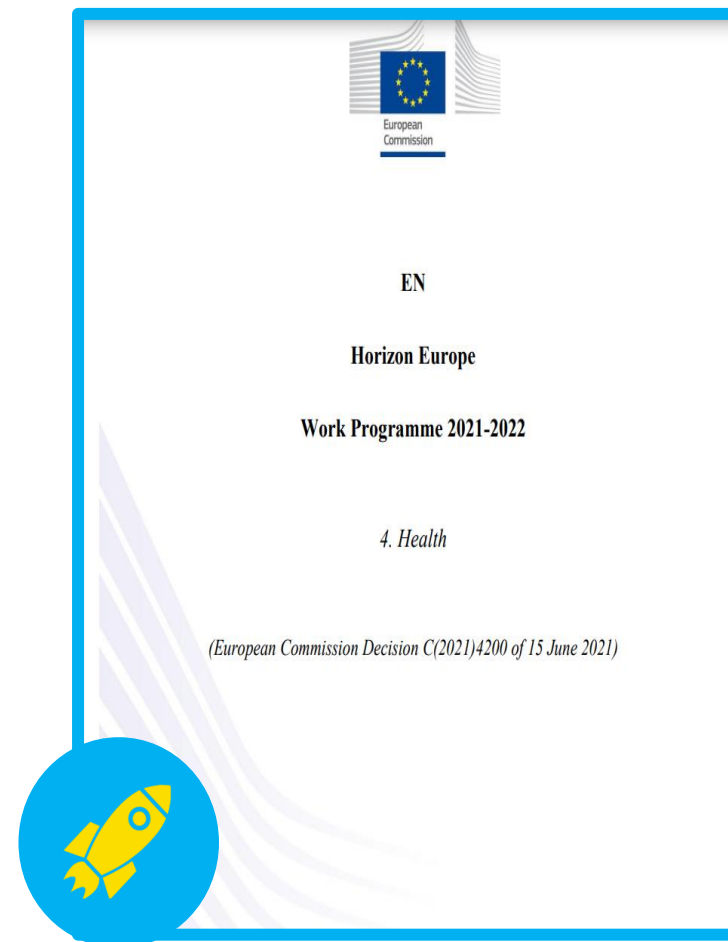 European
Commission
EN
Horizon Europe
Work Programme 2021-2022
4. Health
(European Commission Decision C(2021)4200 of 15 June 2021)